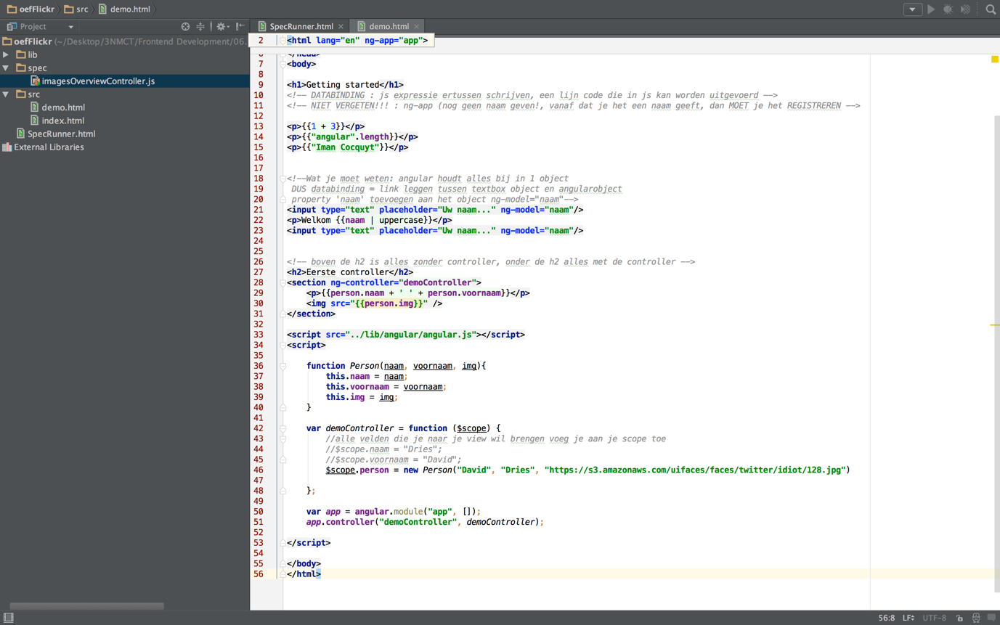 oefFlickr src demo.html
Project
SpecRunner.html demo.html
oefFlickr (~/Desktop/3NMCT/Frontend Development/06.
lib
spec
imagesOverviewController.js
src
demo.html
index.html
SpecRunner.html
External Libraries
2 <html lang="en" ng-app="app">
6 </head>
7 <body>
8
9 <h1>Getting started</h1>
10 <!-- DATABINDING : js expressie ertussen schrijven, een lijn code die in js kan worden uitgevoerd -->
11 <!-- NIET VERGETEN!!! : ng-app (nog geen naam geven!, vanaf dat je het een naam geeft, dan MOET je het REGISTREREN -->
12
13 <p>{{1 + 3}}</p>
14 <p>{{"angular".length}}</p>
15 <p>{{"Iman Cocquyt"}}</p>
16
17
18 <!--Wat je moet weten: angular houdt alles bij in 1 object
19 DUS databinding = link leggen tussen textbox object en angularobject
20 property 'naam' toevoegen aan het object ng-model="naam"-->
21 <input type="text" placeholder="Uw naam..." ng-model="naam"/>
22 <p>Welkom {{naam | uppercase}}</p>
23 <input type="text" placeholder="Uw naam..." ng-model="naam"/>
24
25
26 <!-- boven de h2 is alles zonder controller, onder de h2 alles met de controller -->
27 <h2>Eerste controller</h2>
28 <section ng-controller="demoController">
29 <p>{{person.naam + ' ' + person.voornaam}}</p>
30 <img src="{{person.img}}" />
31 </section>
32
33 <script src="../lib/angular/angular.js"></script>
34 <script>
35
36 function Person(naam, voornaam, img){
37 this.naam = naam;
38 this.voornaam = voornaam;
39 this.img = img;
40 }
41
42 var demoController = function ($scope) {
43 //alle velden die je naar je view wil brengen voeg je aan je scope toe
44 //$scope.naam = "Dries";
45 //$scope.voornaam = "David";
46 $scope.person = new Person("David", "Dries", "https://s3.amazonaws.com/uifaces/faces/twitter/idiot/128.jpg")
47
48 };
49
50 var app = angular.module("app", []);
51 app.controller("demoController", demoController);
52
53 </script>
54
55 </body>
56 </html>
56:8 LF UTF-8